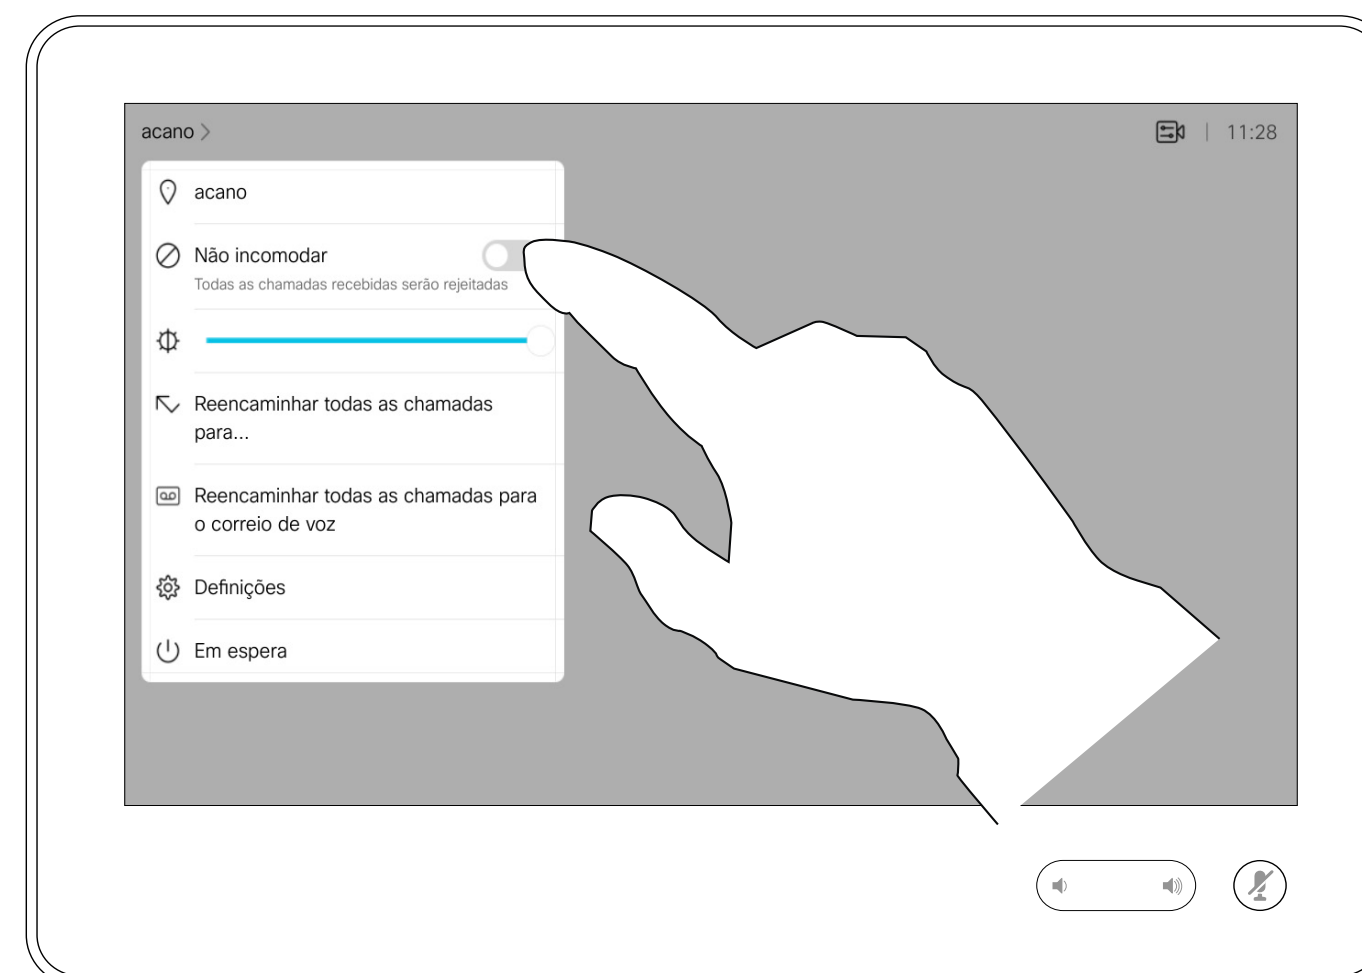 acano
11:28
acano
Não incomodar
Todas as chamadas recebidas serão rejeitadas
Reencaminhar todas as chamadas
para...
Reencaminhar todas as chamadas para
o correio de voz
Definições
Em espera